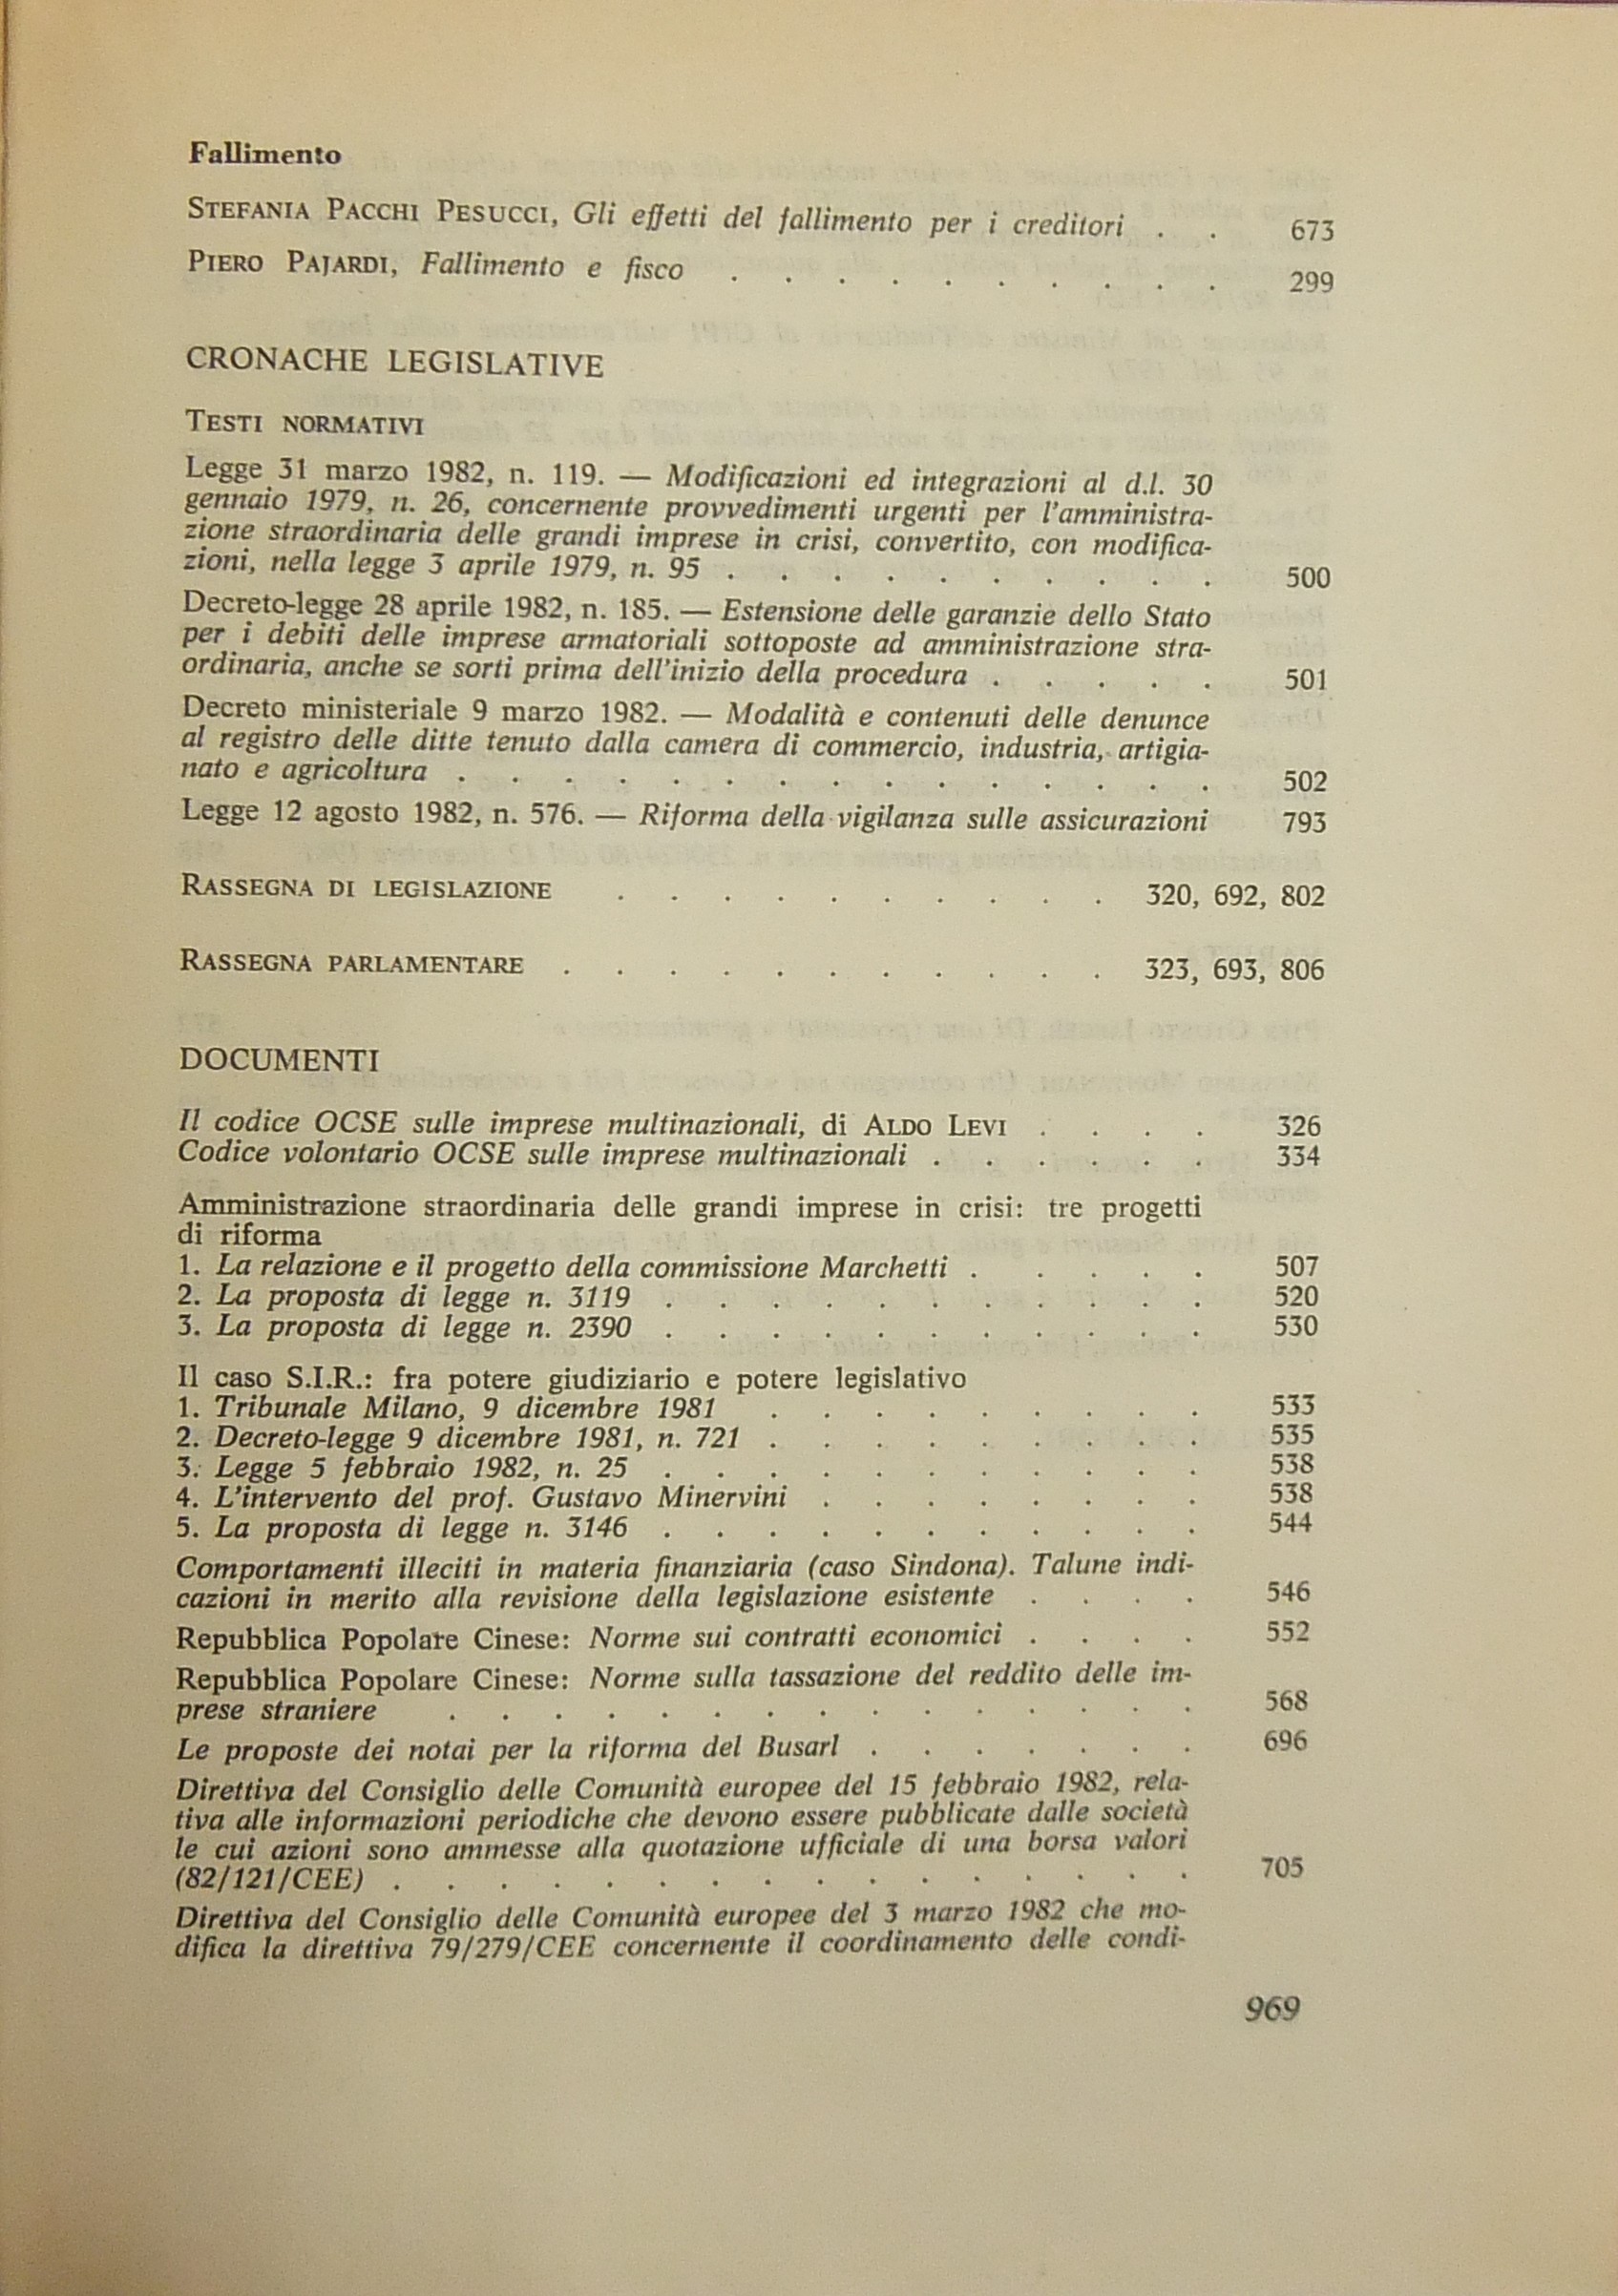 Fallimento
STEFANIA PACCHI PESUCCI, Gli effetti del fallimento per i creditori . . 673
PIERO PAJARDI, Fallimento e fisco . . . . . . . . . . 299
CRONACHE LEGISLATIVE
TESTI NORMATIVI
Legge 31 marzo 1982, n. 119. — Modificazioni ed integrazioni al d.l. 30
gennaio 1979, n. 26, concernente provvedimenti urgenti per l'amministra-
zione straordinaria delle grandi imprese in crisi, convertito, con modifica-
zioni, nella legge 3 aprile 1979, n. 95 . . . . . . . . . . 500
Decreto-legge 28 aprile 1982, n. 185. — Estensione delle garanzie dello Stato
per i debiti delle imprese armatoriali sottoposte ad amministrazione stra-
ordinaria, anche se sorti prima dell'inizio della procedura . . . . . 501
Decreto ministeriale 9 marzo 1982. — Modalità e contenuti delle denunce
al registro delle ditte tenuto dalla camera di commercio, industria, artigia-
nato e agricoltura . . . . . . . . . . . . . . . 502
Legge 12 agosto 1982, n. 576. — Riforma della vigilanza sulle assicurazioni 793
RASSEGNA DI LEGISLAZIONE . . . . . . . . . . 320, 692, 802
RASSEGNA PARLAMENTARE . . . . . . . . . . . 323, 693, 806
DOCUMENTI
Il codice OCSE sulle imprese multinazionali, di ALDO LEVI . . . . 326
Codice volontario OCSE sulle imprese multinazionali . . . . . . 334
Amministrazione straordinaria delle grandi imprese in crisi: tre progetti
di riforma
1. La relazione e il progetto della commissione Marchetti . . . . . 507
2. La proposta di legge n. 3119 . . . . . . . . . . . 520
3. La proposta di legge n. 2390 . . . . . . . . . . . 530
Il caso S.I.R.: fra potere giudiziario e potere legislativo
1. Tribunale Milano, 9 dicembre 1981 . . . . . . . . . 533
2. Decreto-legge 9 dicembre 1981, n. 721 . . . . . . . . . 535
3. Legge 5 febbraio 1982, n. 25 . . . . . . . . . . . 538
4. L'intervento del prof. Gustavo Minervini . . . . . . . . 538
5. La proposta di legge n. 3146 . . . . . . . . . . . 544
Comportamenti illeciti in materia finanziaria (caso Sindona). Talune indi-
cazioni in merito alla revisione della legislazione esistente . . . . 546
Repubblica Popolare Cinese: Norme sui contratti economici . . . . 552
Repubblica Popolare Cinese: Norme sulla tassazione del reddito delle im-
prese straniere . . . . . . . . . . . . . . . 568
Le proposte dei notai per la riforma del Busarl . . . . . . . 696
Direttiva del Consiglio delle Comunità europee del 15 febbraio 1982, rela-
tiva alle informazioni periodiche che devono essere pubblicate dalle società
le cui azioni sono ammesse alla quotazione ufficiale di una borsa valori
(82/121/CEE) . . . . . . . . . . . . . . . . 705
Direttiva del Consiglio delle Comunità europee del 3 marzo 1982 che mo-
difica la direttiva 79/279/CEE concernente il coordinamento delle condi-
969